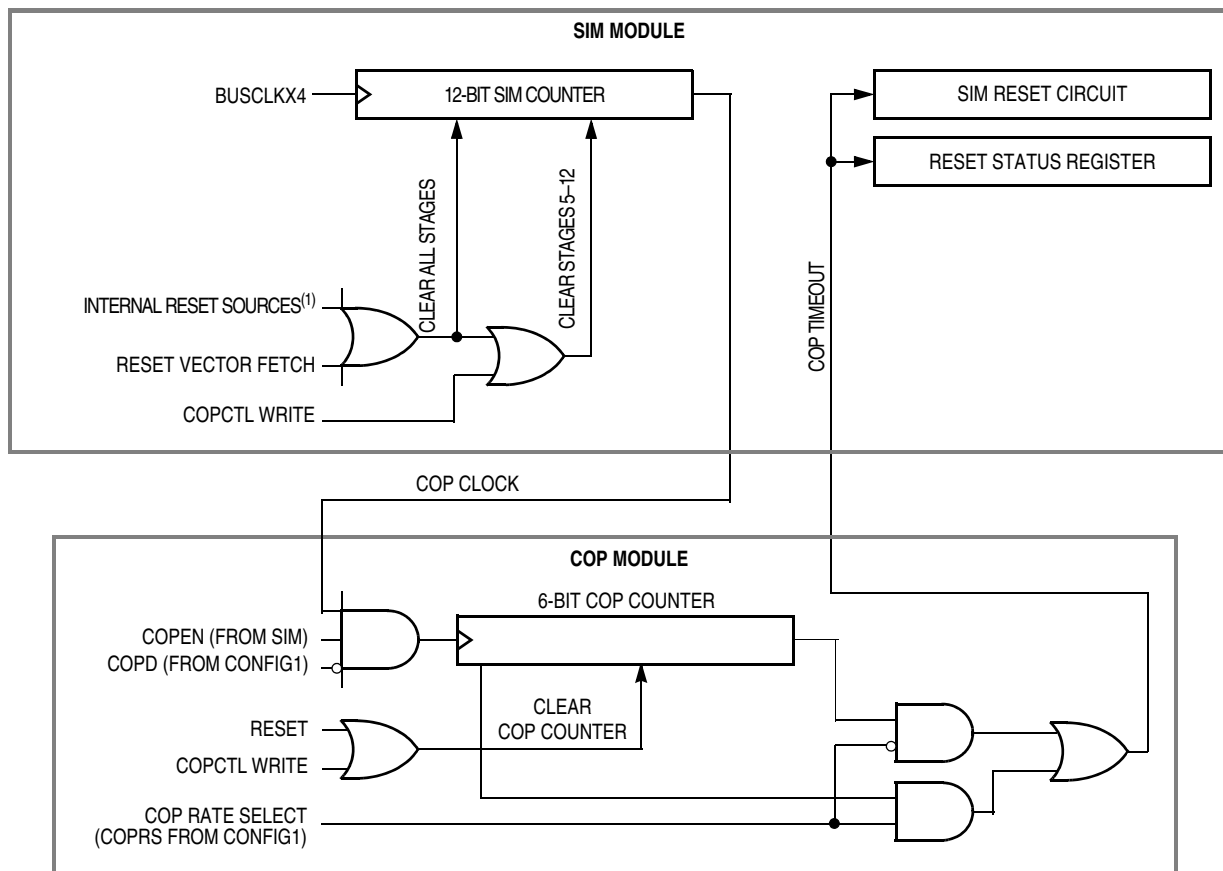 SIM MODULE
BUSCLKX4
12-BIT SIM COUNTER
SIM RESET CIRCUIT
RESET STATUS REGISTER
CLEAR ALL STAGES
CLEAR STAGES 5–12
INTERNAL RESET SOURCES(1)
RESET VECTOR FETCH
COPCTL WRITE
COP TIMEOUT
COP CLOCK
COP MODULE
6-BIT COP COUNTER
COPEN (FROM SIM)
COPD (FROM CONFIG1)
CLEAR
COP COUNTER
RESET
COPCTL WRITE
COP RATE SELECT
(COPRS FROM CONFIG1)